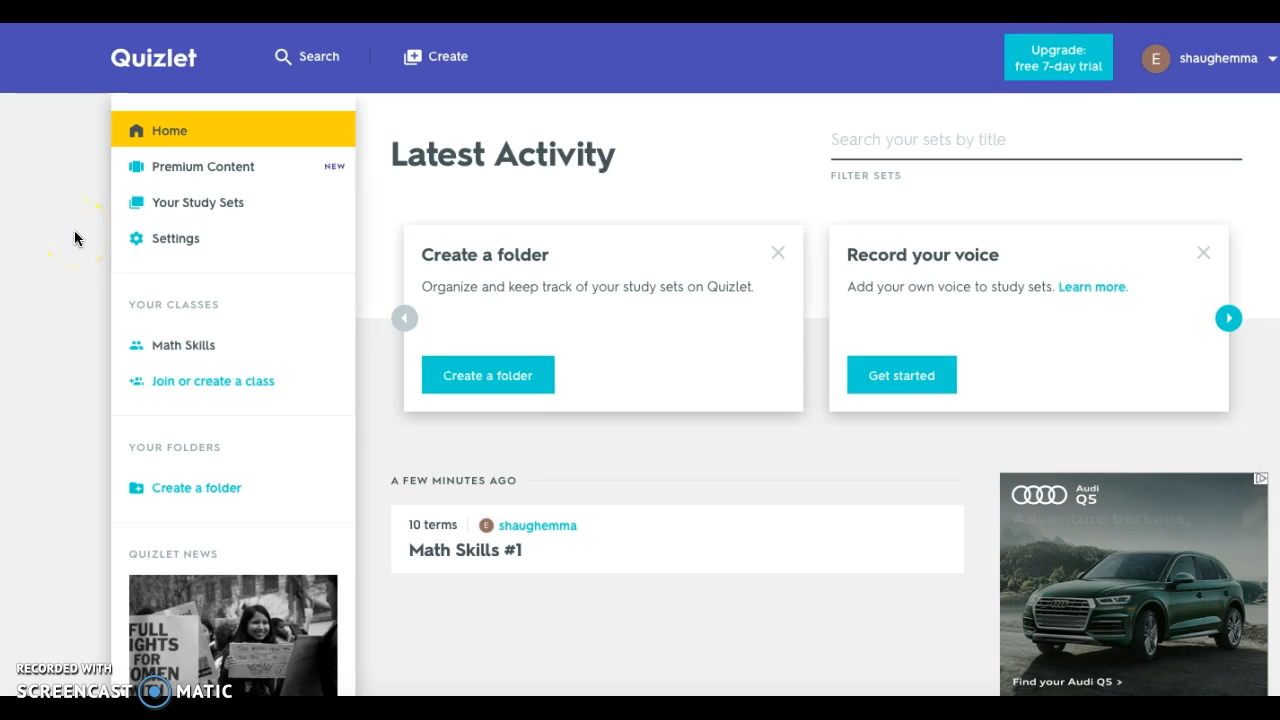 Quizlet
Search
Create
Upgrade:
free 7-day trial
E
shaughemma
Home
Premium Content NEW
Your Study Sets
Settings
YOUR CLASSES
Math Skills
Join or create a class
YOUR FOLDERS
Create a folder
QUIZLET NEWS
FULL
IGHTS
FOR
OMEN
Latest Activity
Search your sets by title
FILTER SETS
Create a folder
Organize and keep track of your study sets on Quizlet.
Create a folder
Record your voice
Add your own voice to study sets. Learn more.
Get started
A FEW MINUTES AGO
10 terms E shaughemma
Math Skills #1
Audi
Q5
Adventure beckons.
Find your Audi Q5 >
RECORDED WITH
SCREENCAST MATIC